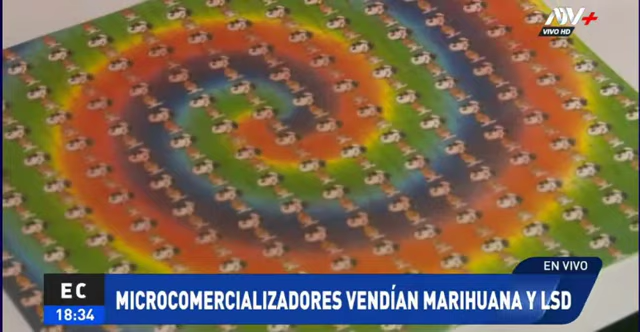 ATV+
VIVO HD
EN VIVO
EC
MICROCOMERCIALIZADORES VENDÍAN MARIHUANA Y LSD
18:34